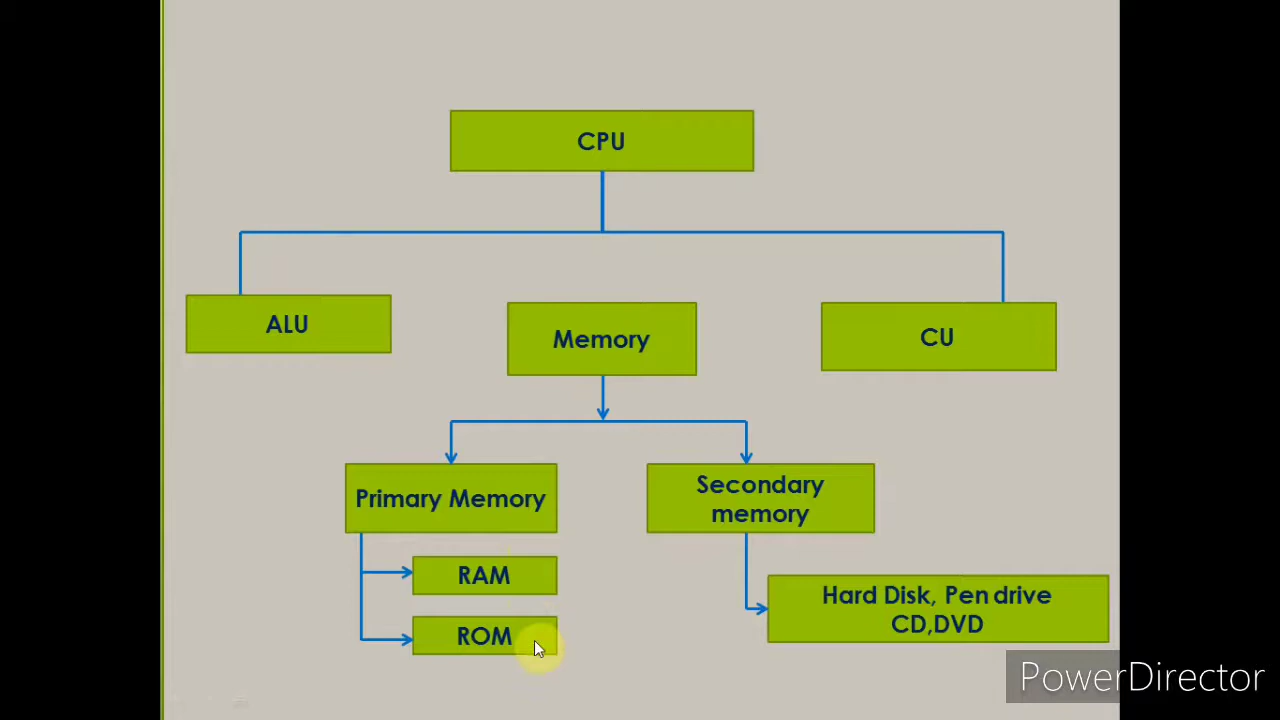 CPU
ALU
Memory
CU
Primary Memory
Secondary
memory
RAM
ROM
Hard Disk, Pen drive
CD,DVD
PowerDirector